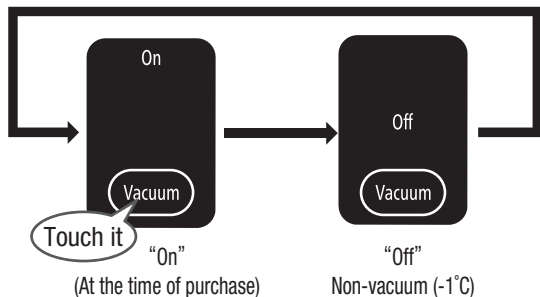 On
Vacuum
Touch it
“On”
(At the time of purchase)
Off
Vacuum
“Off”
Non-vacuum (-1˚C)